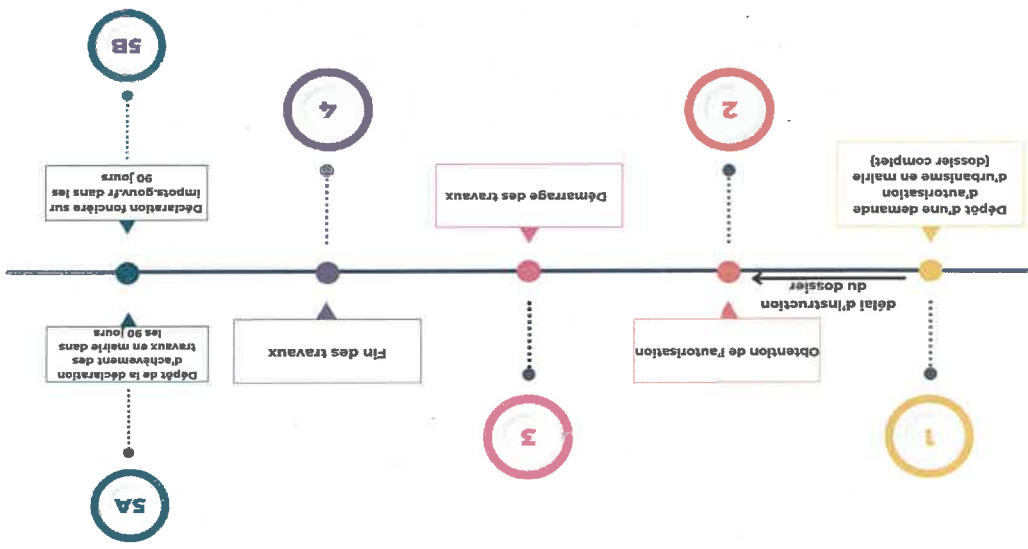 1
Dépôt d'une demande
d'autorisation
d'urbanisme en mairie
(dossier complet)
délai d'instruction
du dossier
2
Obtention de l'autorisation
3
Démarrage des travaux
4
Fin des travaux
5A
Dépôt de la déclaration
d'achèvement des
travaux en mairie dans
les 90 jours
5B
Déclaration foncière sur
impots.gouv.fr dans les
90 jours